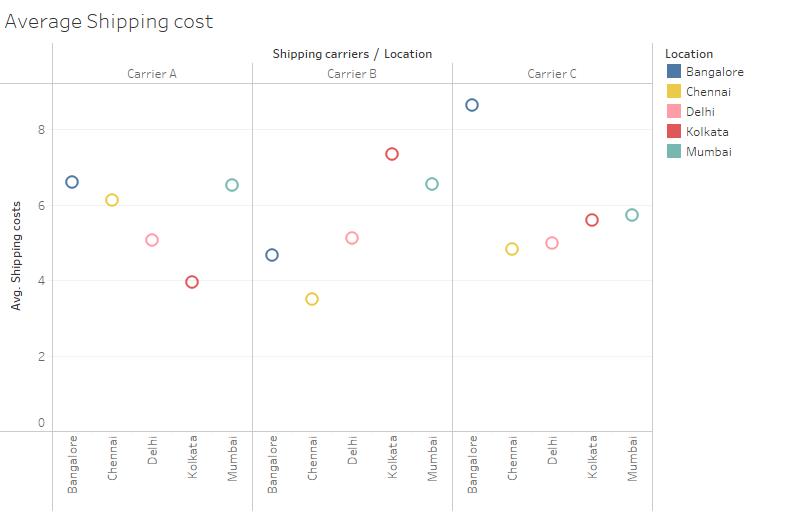 Average Shipping cost
Shipping carriers / Location
Carrier A
Carrier B
Carrier C
Location
Bangalore
Chennai
Delhi
Kolkata
Mumbai
Avg. Shipping costs
8
6
4
2
0
Bangalore
Chennai
Delhi
Kolkata
Mumbai
Bangalore
Chennai
Delhi
Kolkata
Mumbai
Bangalore
Chennai
Delhi
Kolkata
Mumbai